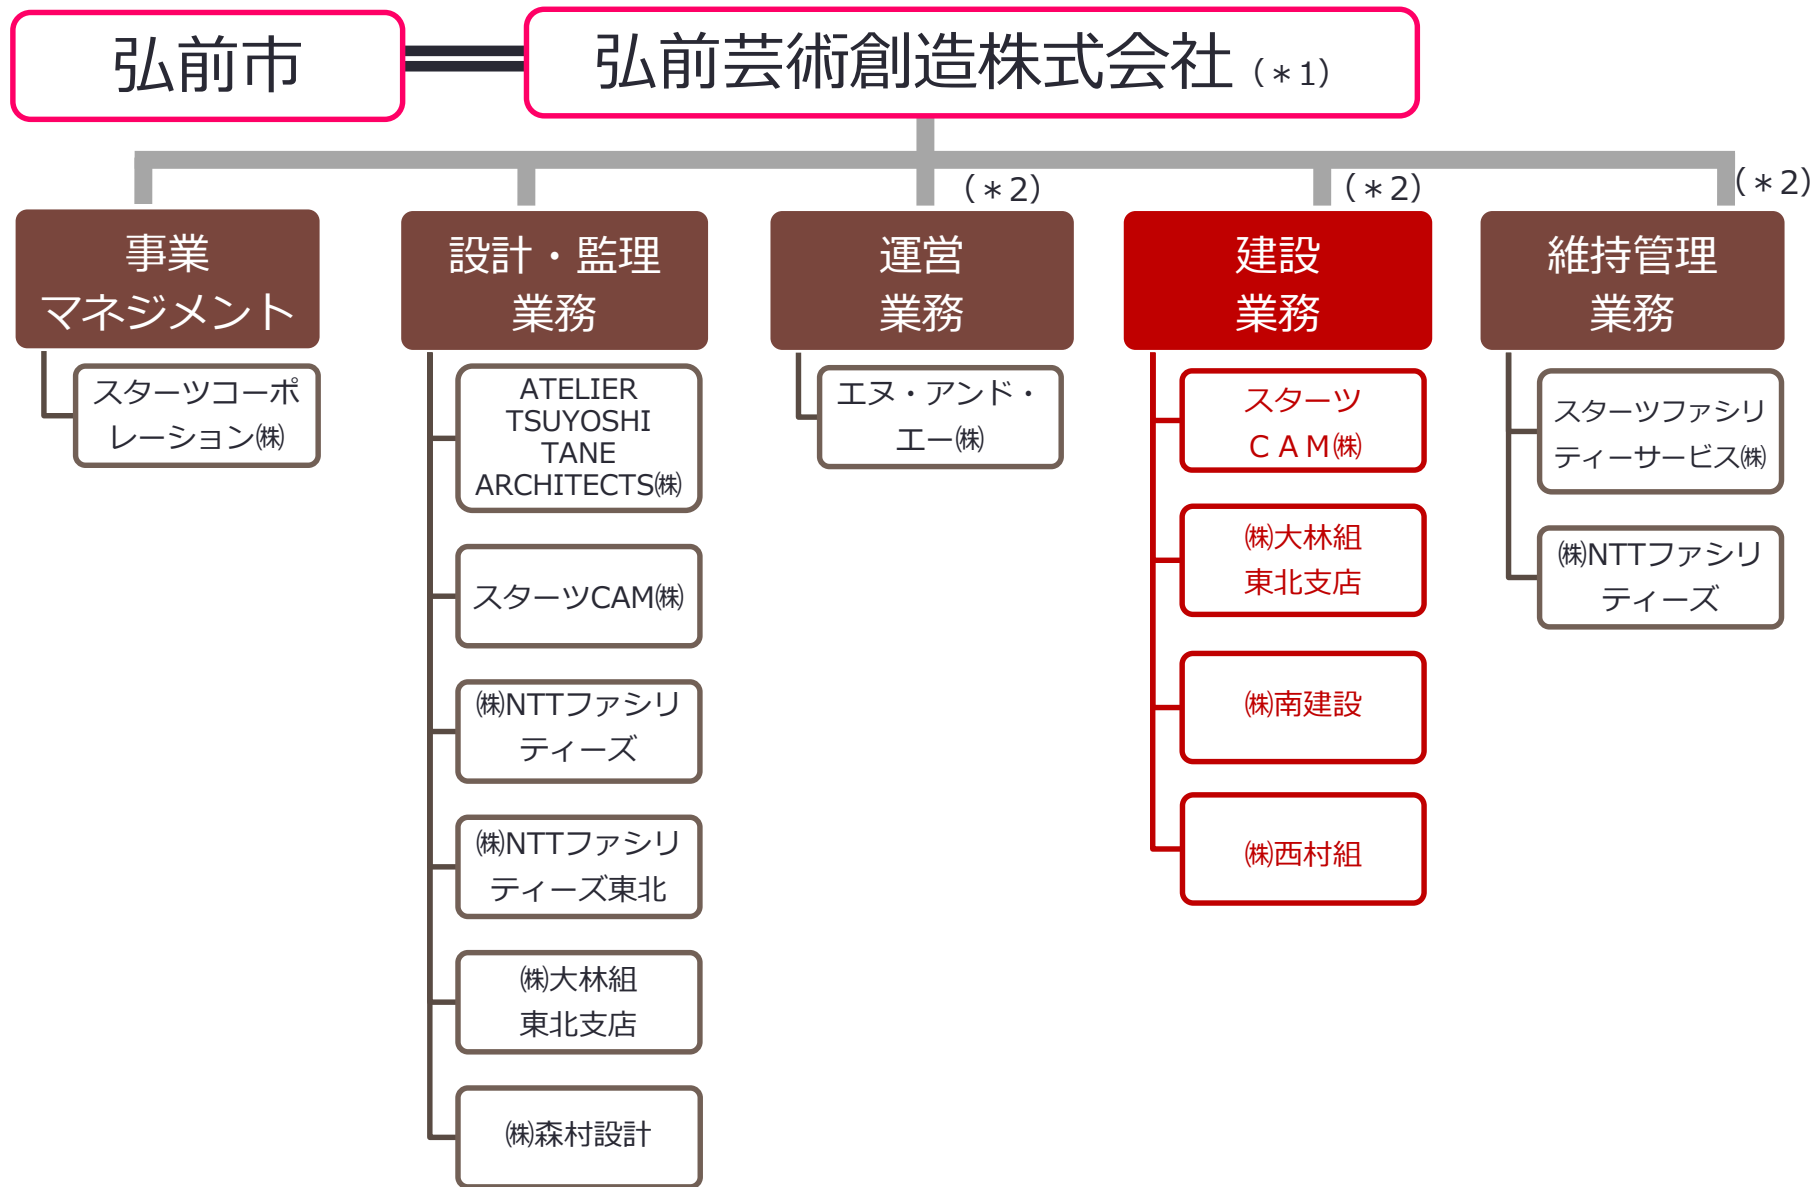 弘前市
弘前芸術創造株式会社（＊1）
（＊2）
（＊2）
（＊2）
事業
マネジメント
スターツコーポ
レーション㈱
設計・監理
業務
ATELIER
TSUYOSHI
TANE
ARCHITECTS㈱
スターツCAM㈱
㈱NTTファシリ
ティーズ
㈱NTTファシリ
ティーズ東北
㈱大林組
東北支店
㈱森村設計
運営
業務
エヌ・アンド・
エー㈱
建設
業務
スターツ
ＣＡＭ㈱
㈱大林組
東北支店
㈱南建設
㈱西村組
維持管理
業務
スターツファシリ
ティーサービス㈱
㈱NTTファシリ
ティーズ